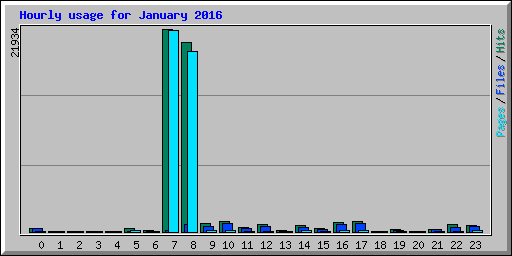 Hourly usage for January 2016
21934
Pages/Files/Hits
0 1 2 3 4 5 6 7 8 9 10 11 12 13 14 15 16 17 18 19 20 21 22 23